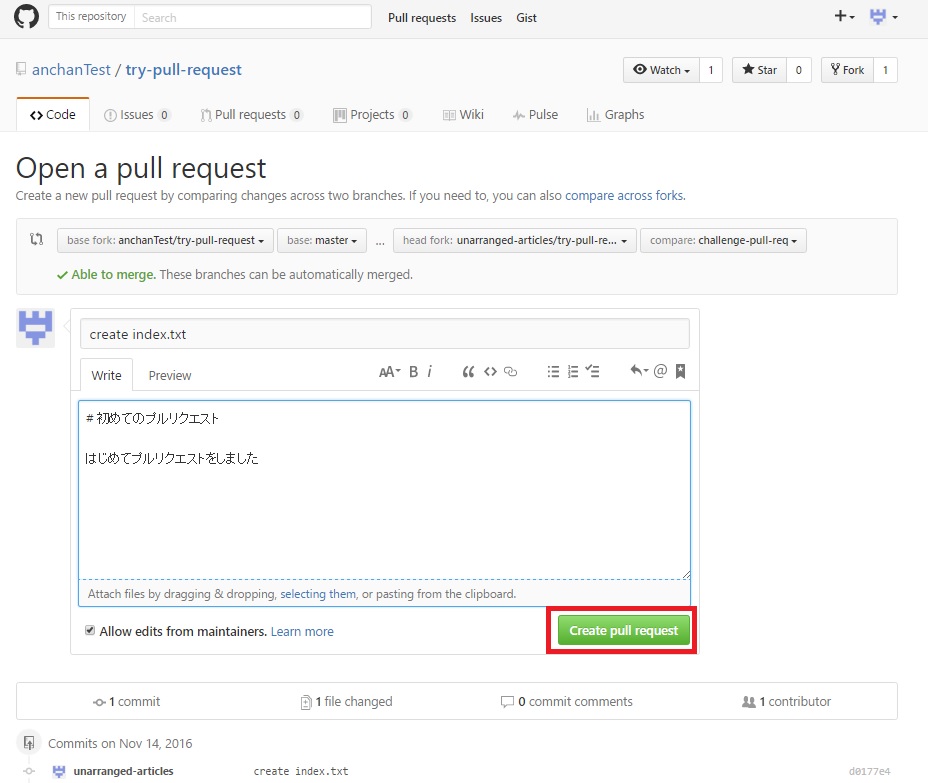 This repository Search Pull requests Issues Gist
anchanTest / try-pull-request Watch 1 Star 0 Fork 1
Code Issues 0 Pull requests 0 Projects 0 Wiki Pulse Graphs
Open a pull request
Create a new pull request by comparing changes across two branches. If you need to, you can also compare across forks.
base fork: anchanTest/try-pull-request base: master ... head fork: unarranged-articles/try-pull-re... compare: challenge-pull-req
Able to merge. These branches can be automatically merged.
create index.txt
Write Preview AA B i
# 初めてのプルリクエスト
はじめてプルリクエストをしました
Attach files by dragging & dropping, selecting them, or pasting from the clipboard.
Allow edits from maintainers. Learn more Create pull request
1 commit 1 file changed 0 commit comments 1 contributor
Commits on Nov 14, 2016
unarranged-articles create index.txt d0177e4